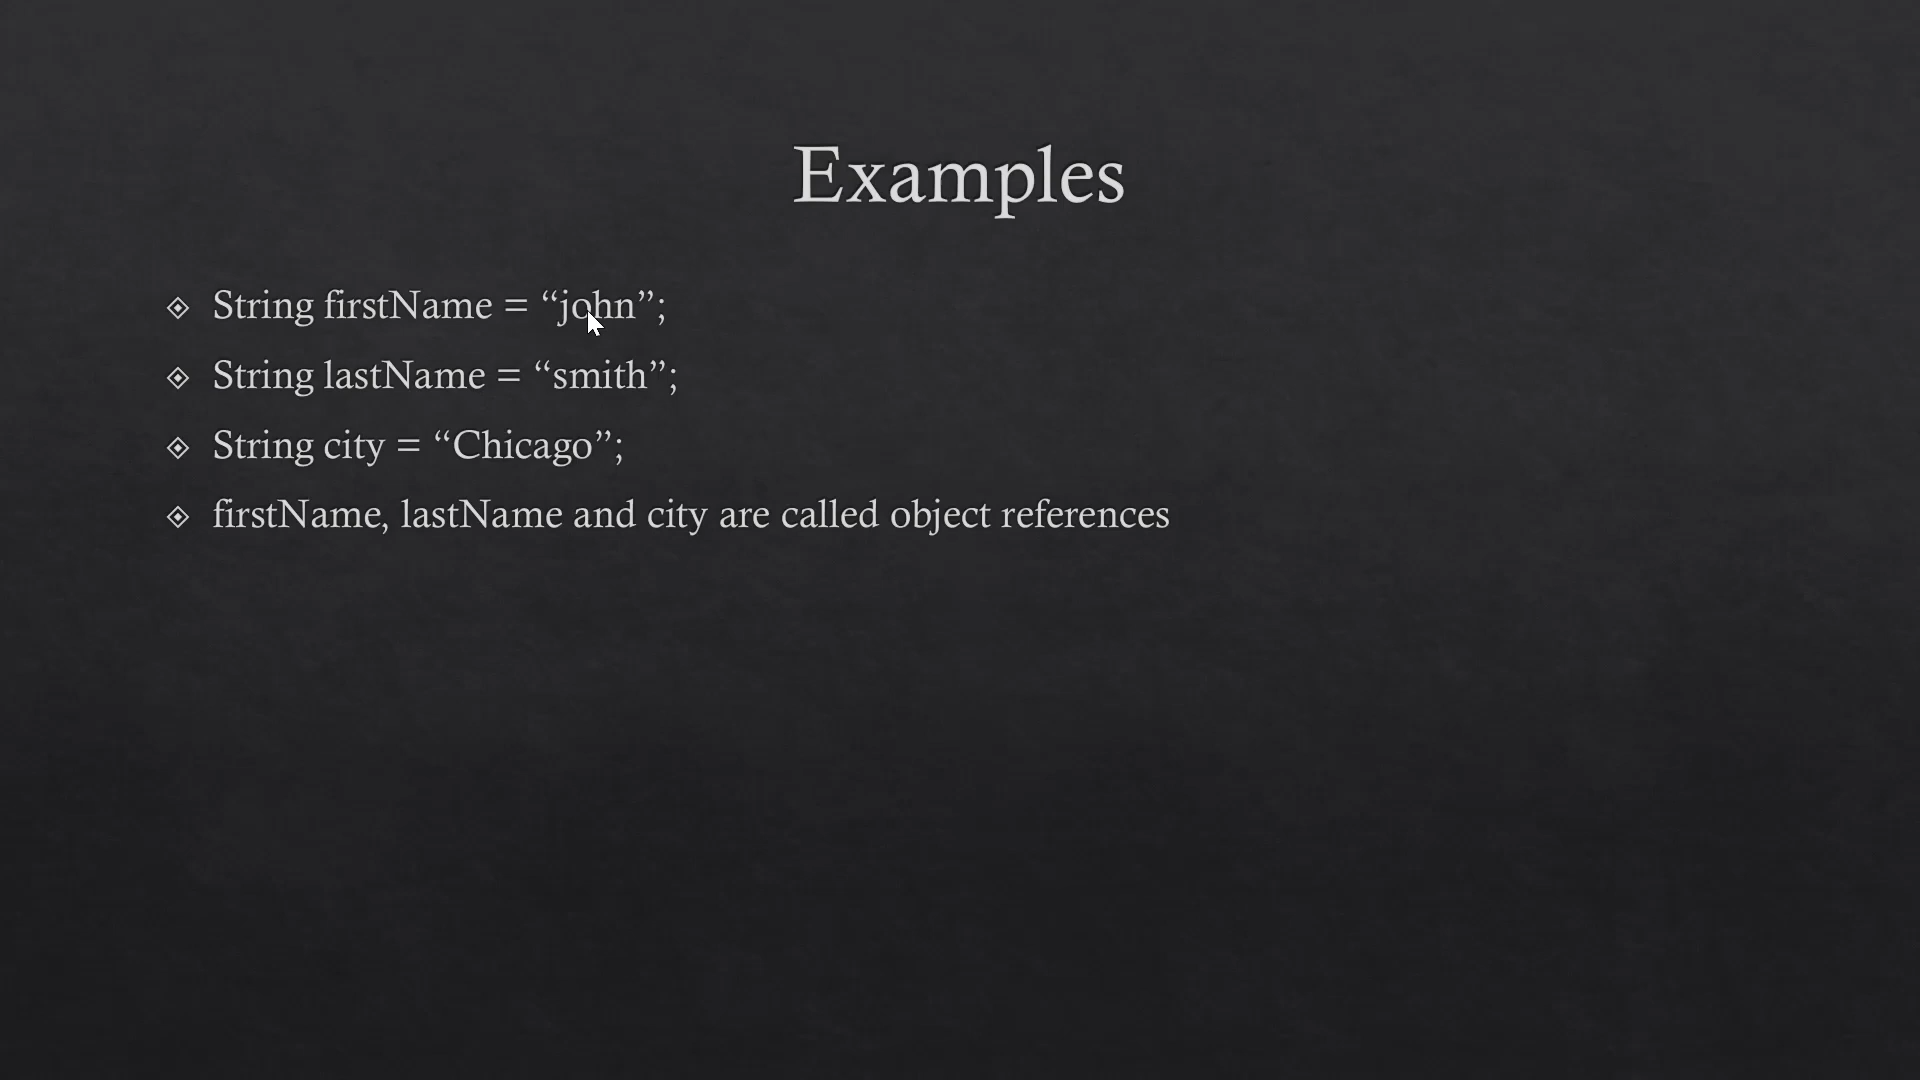 Examples
String firstName = “john”;
String lastName = “smith”;
String city = “Chicago”;
firstName, lastName and city are called object references